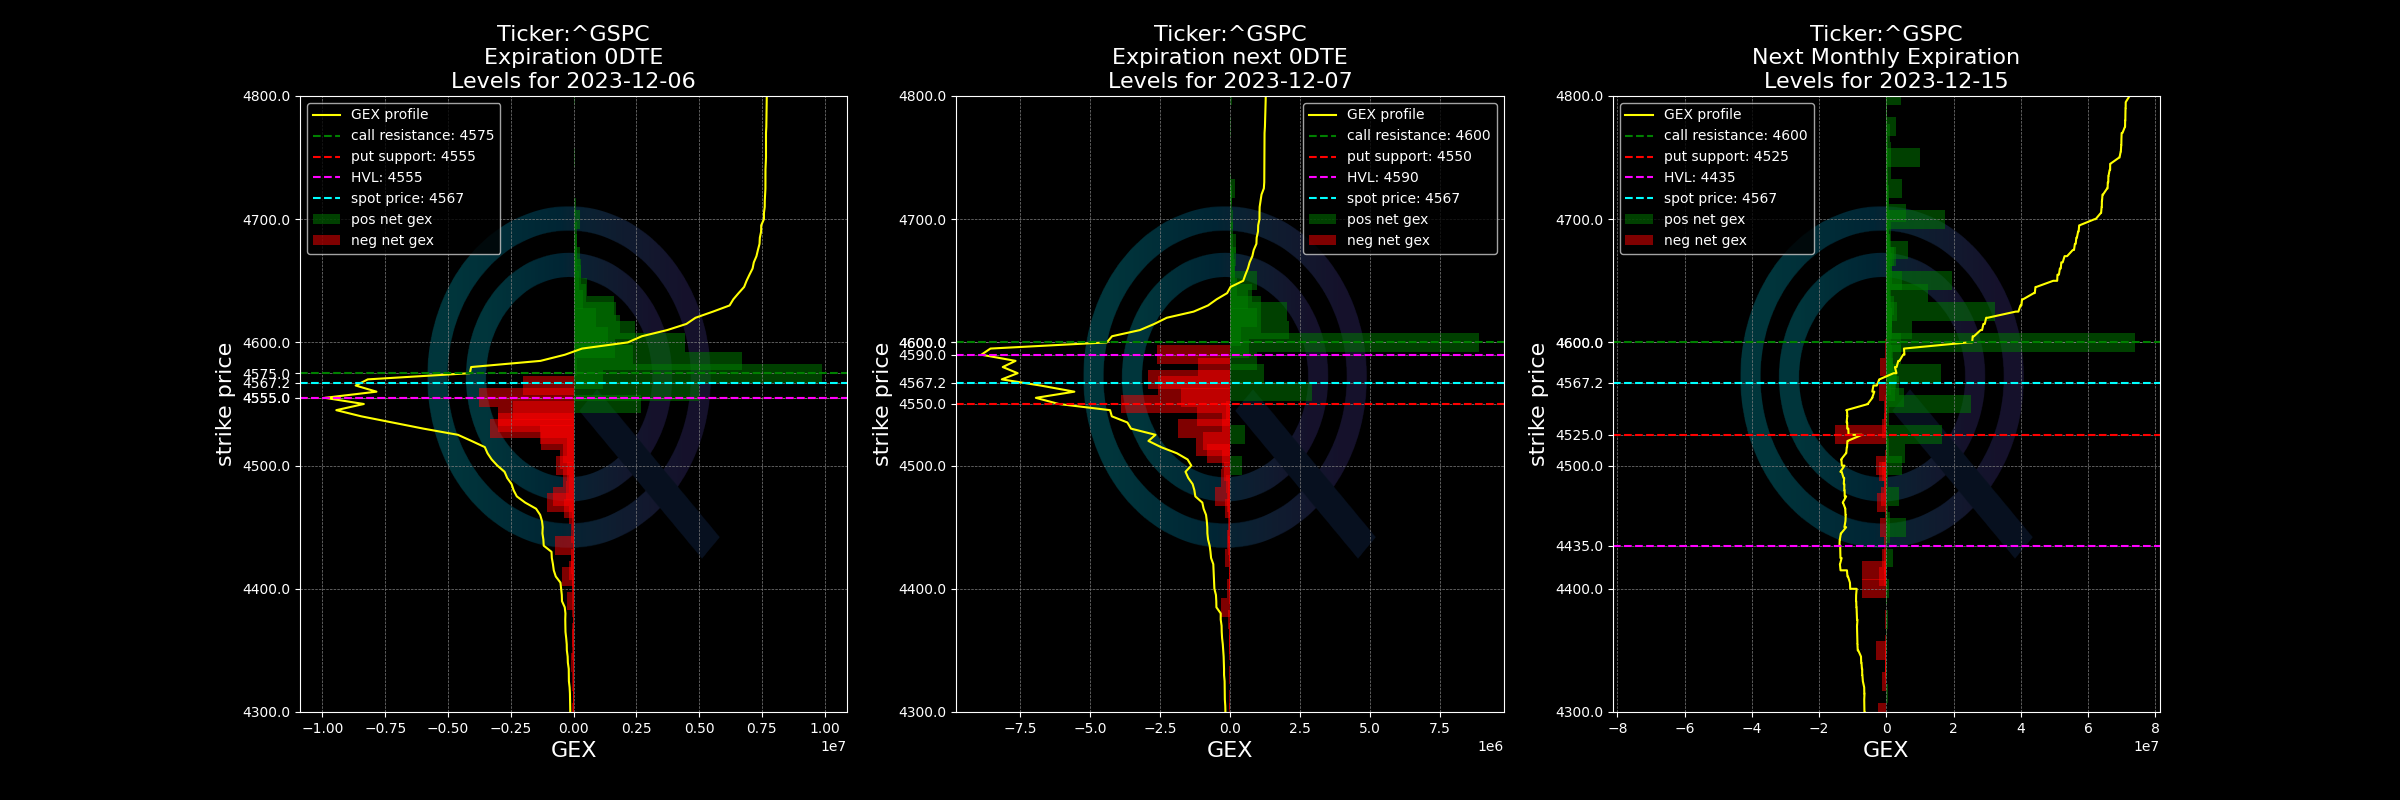 Ticker:^GSPC
Expiration 0DTE
Levels for 2023-12-06
4800.0
4700.0
4600.0
4575.0
4567.2
4555.0
4500.0
4400.0
4300.0
strike price
GEX profile
call resistance: 4575
put support: 4555
HVL: 4555
spot price: 4567
pos net gex
neg net gex
−1.00 −0.75 −0.50 −0.25 0.00 0.25 0.50 0.75 1.00
1e7
GEX
Ticker:^GSPC
Expiration next 0DTE
Levels for 2023-12-07
4800.0
4700.0
4600.0
4590.0
4567.2
4550.0
4500.0
4400.0
4300.0
strike price
GEX profile
call resistance: 4600
put support: 4550
HVL: 4590
spot price: 4567
pos net gex
neg net gex
−7.5 −5.0 −2.5 0.0 2.5 5.0 7.5
1e6
GEX
Ticker:^GSPC
Next Monthly Expiration
Levels for 2023-12-15
4800.0
4700.0
4600.0
4567.2
4525.0
4500.0
4435.0
4400.0
4300.0
strike price
GEX profile
call resistance: 4600
put support: 4525
HVL: 4435
spot price: 4567
pos net gex
neg net gex
−8 −6 −4 −2 0 2 4 6 8
1e7
GEX